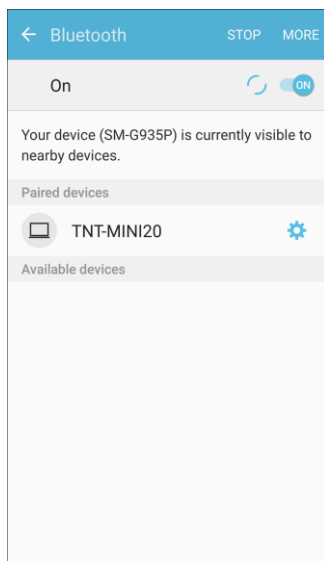 Bluetooth STOP MORE
On ON
Your device (SM-G935P) is currently visible to
nearby devices.
Paired devices
TNT-MINI20
Available devices